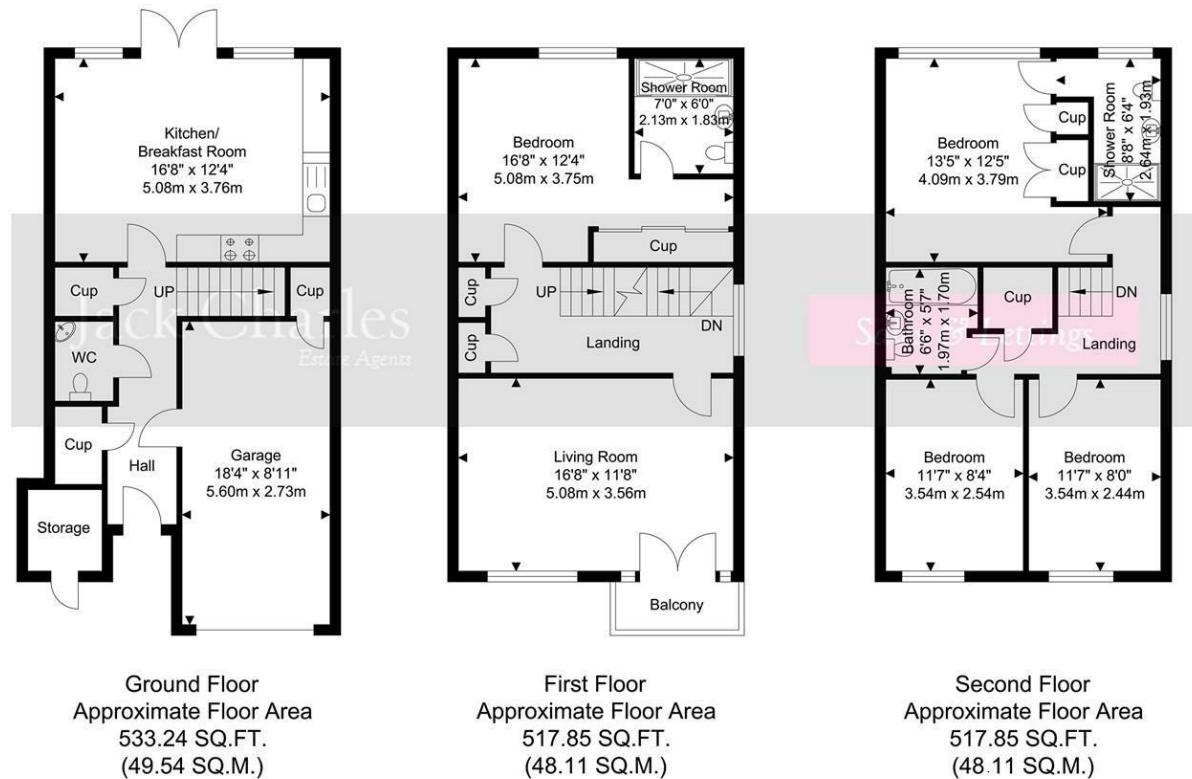 Kitchen/
Breakfast Room
16'8" x 12'4"
5.08m x 3.76m
Cup
UP
Cup
WC
Cup
Hall
Garage
18'4" x 8'11"
5.60m x 2.73m
Storage
Ground Floor
Approximate Floor Area
533.24 SQ.FT.
(49.54 SQ.M.)
Shower Room
7'0" x 6'0"
2.13m x 1.83m
Bedroom
16'8" x 12'4"
5.08m x 3.75m
Cup
Cup
UP
DN
Cup
Landing
Living Room
16'8" x 11'8"
5.08m x 3.56m
Balcony
First Floor
Approximate Floor Area
517.85 SQ.FT.
(48.11 SQ.M.)
Bedroom
13'5" x 12'5"
4.09m x 3.79m
Cup
Cup
Shower Room
8'8" x 6'4"
2.64m x 1.93m
Bathroom
6'6" x 5'7"
1.97m x 1.70m
Cup
DN
Landing
Bedroom
11'7" x 8'4"
3.54m x 2.54m
Bedroom
11'7" x 8'0"
3.54m x 2.44m
Second Floor
Approximate Floor Area
517.85 SQ.FT.
(48.11 SQ.M.)
Jack Charles
Estate Agents
Sales & Lettings